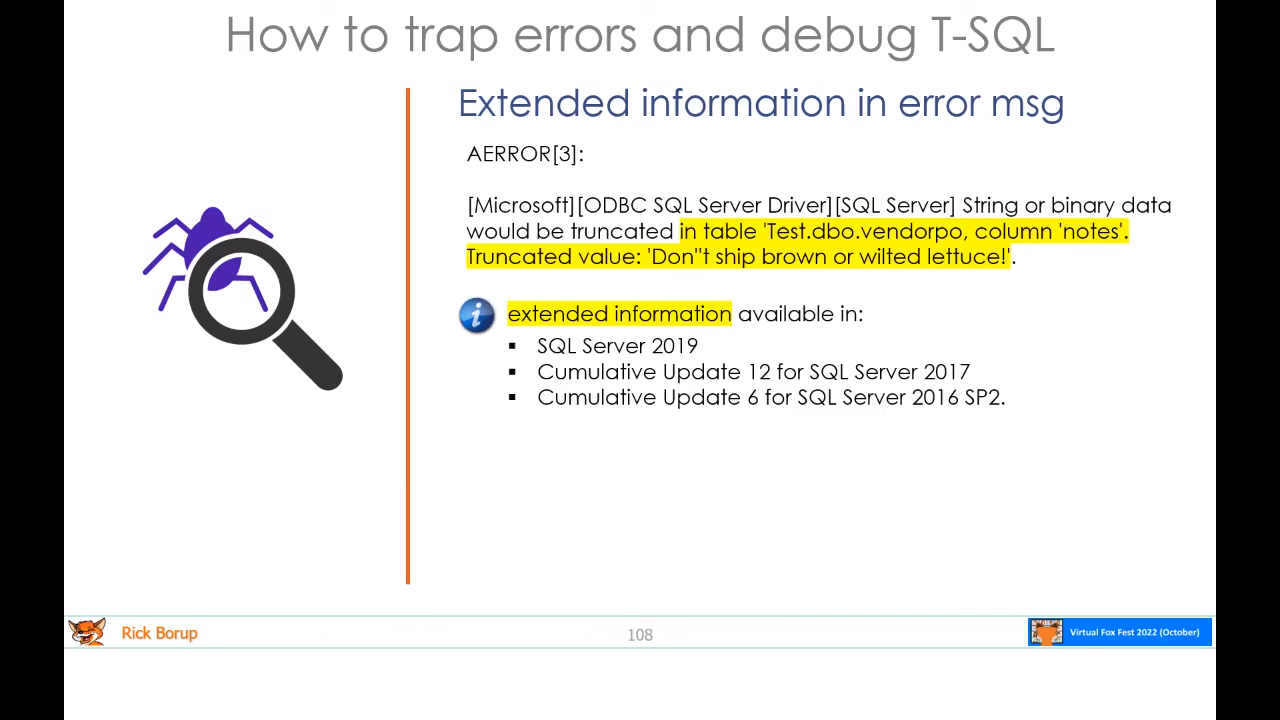 How to trap errors and debug T-SQL
Extended information in error msg
AERROR[3]:
[Microsoft][ODBC SQL Server Driver][SQL Server] String or binary data
would be truncated in table 'Test.dbo.vendorpo, column 'notes'.
Truncated value: 'Don''t ship brown or wilted lettuce!'.
i extended information available in:
▪ SQL Server 2019
▪ Cumulative Update 12 for SQL Server 2017
▪ Cumulative Update 6 for SQL Server 2016 SP2.
Rick Borup
108
Virtual Fox Fest 2022 (October)